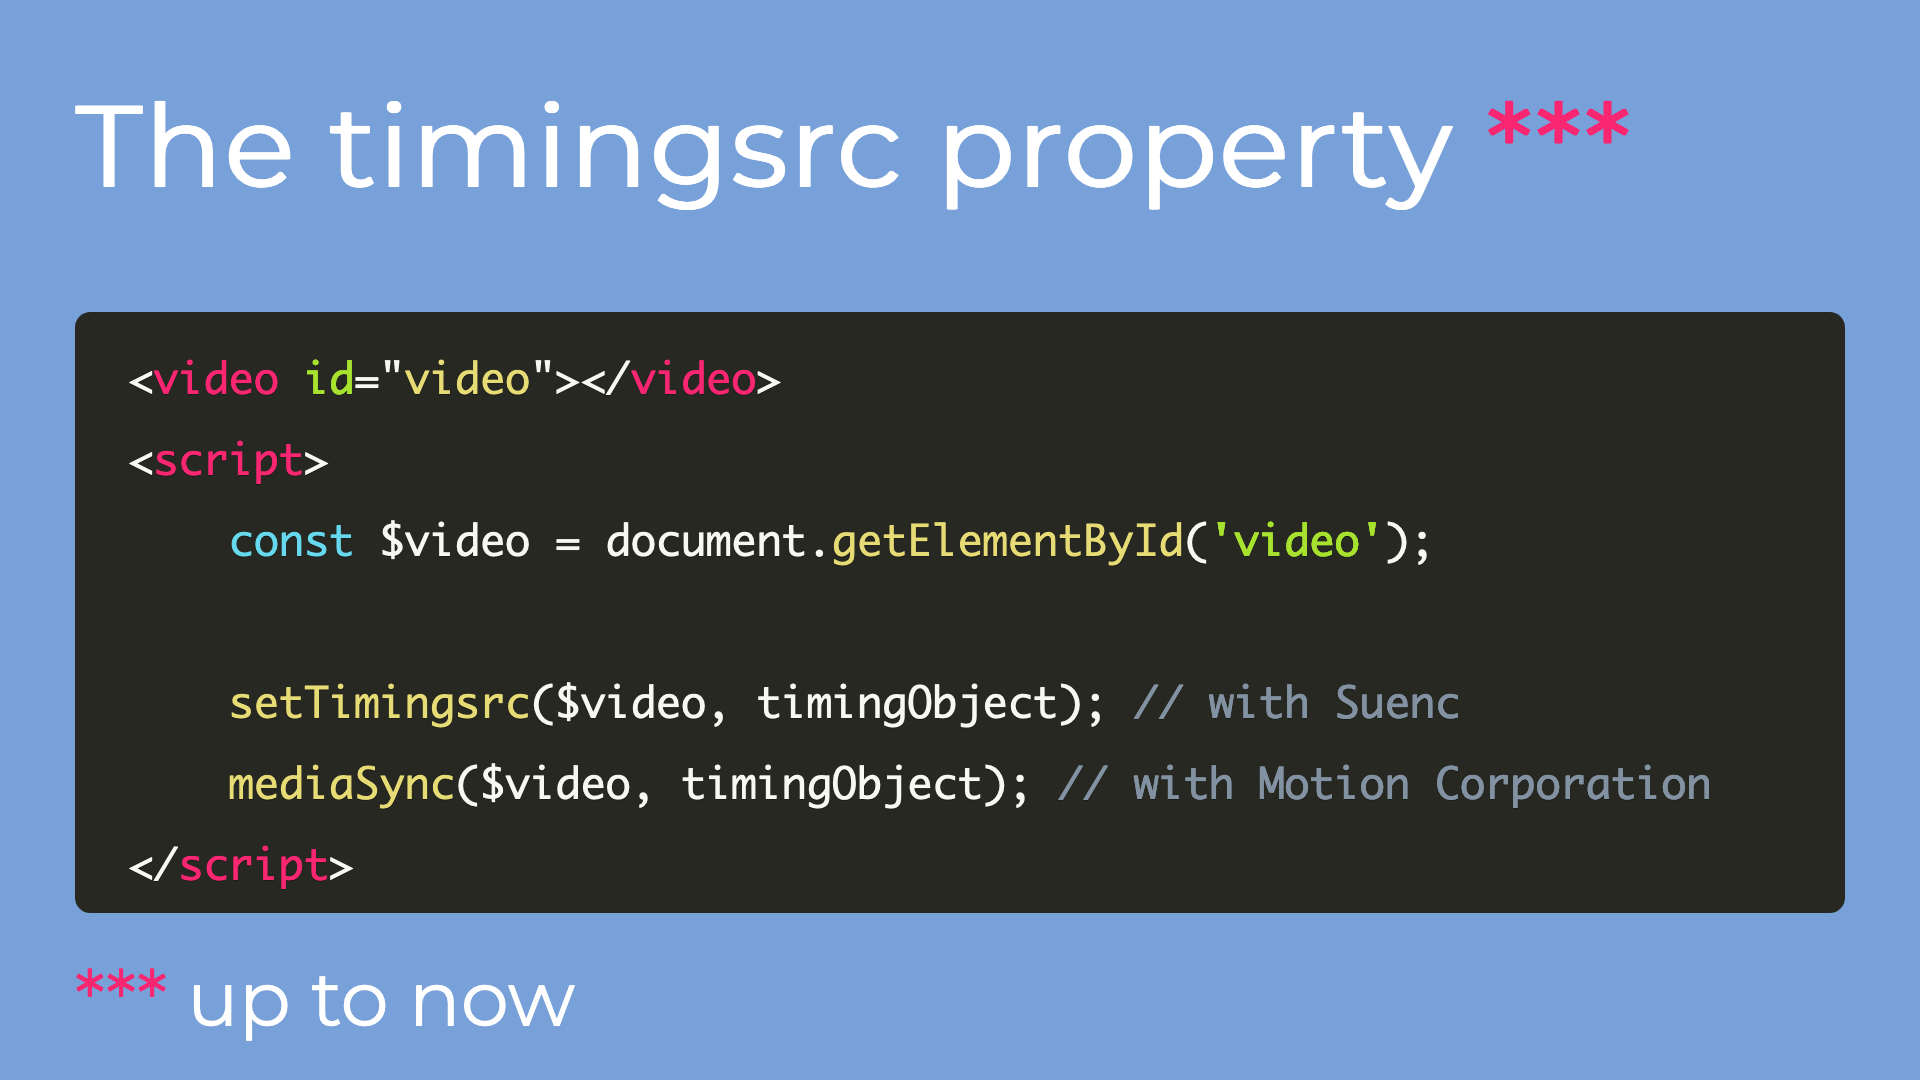 The timingsrc property ***
<video id="video"></video>
<script>
    const $video = document.getElementById('video');

    setTimingsrc($video, timingObject); // with Suenc
    mediaSync($video, timingObject); // with Motion Corporation
</script>
*** up to now